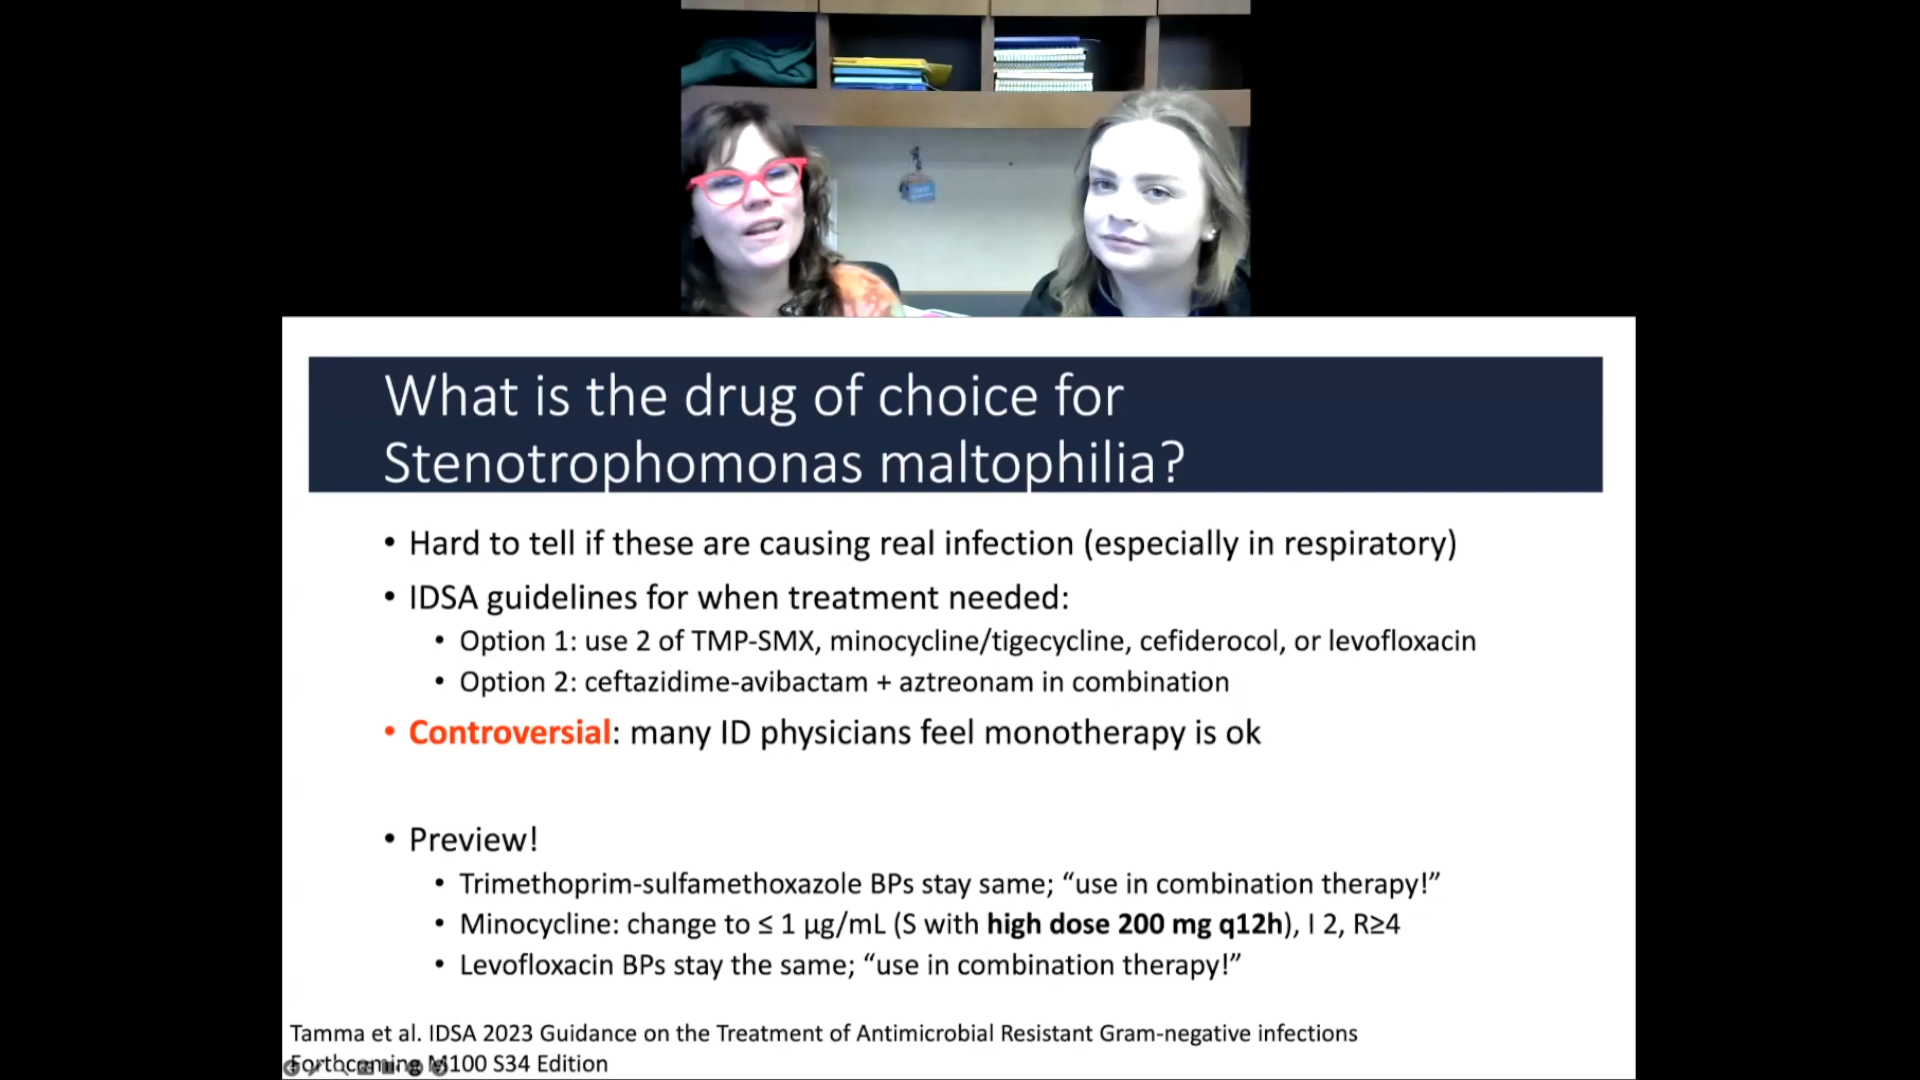 What is the drug of choice for
Stenotrophomonas maltophilia?
• Hard to tell if these are causing real infection (especially in respiratory)
• IDSA guidelines for when treatment needed:
• Option 1: use 2 of TMP-SMX, minocycline/tigecycline, cefiderocol, or levofloxacin
• Option 2: ceftazidime-avibactam + aztreonam in combination
• Controversial: many ID physicians feel monotherapy is ok
• Preview!
• Trimethoprim-sulfamethoxazole BPs stay same; “use in combination therapy!”
• Minocycline: change to ≤ 1 µg/mL (S with high dose 200 mg q12h), I 2, R≥4
• Levofloxacin BPs stay the same; “use in combination therapy!”
Tamma et al. IDSA 2023 Guidance on the Treatment of Antimicrobial Resistant Gram-negative infections
Forthcoming M100 S34 Edition